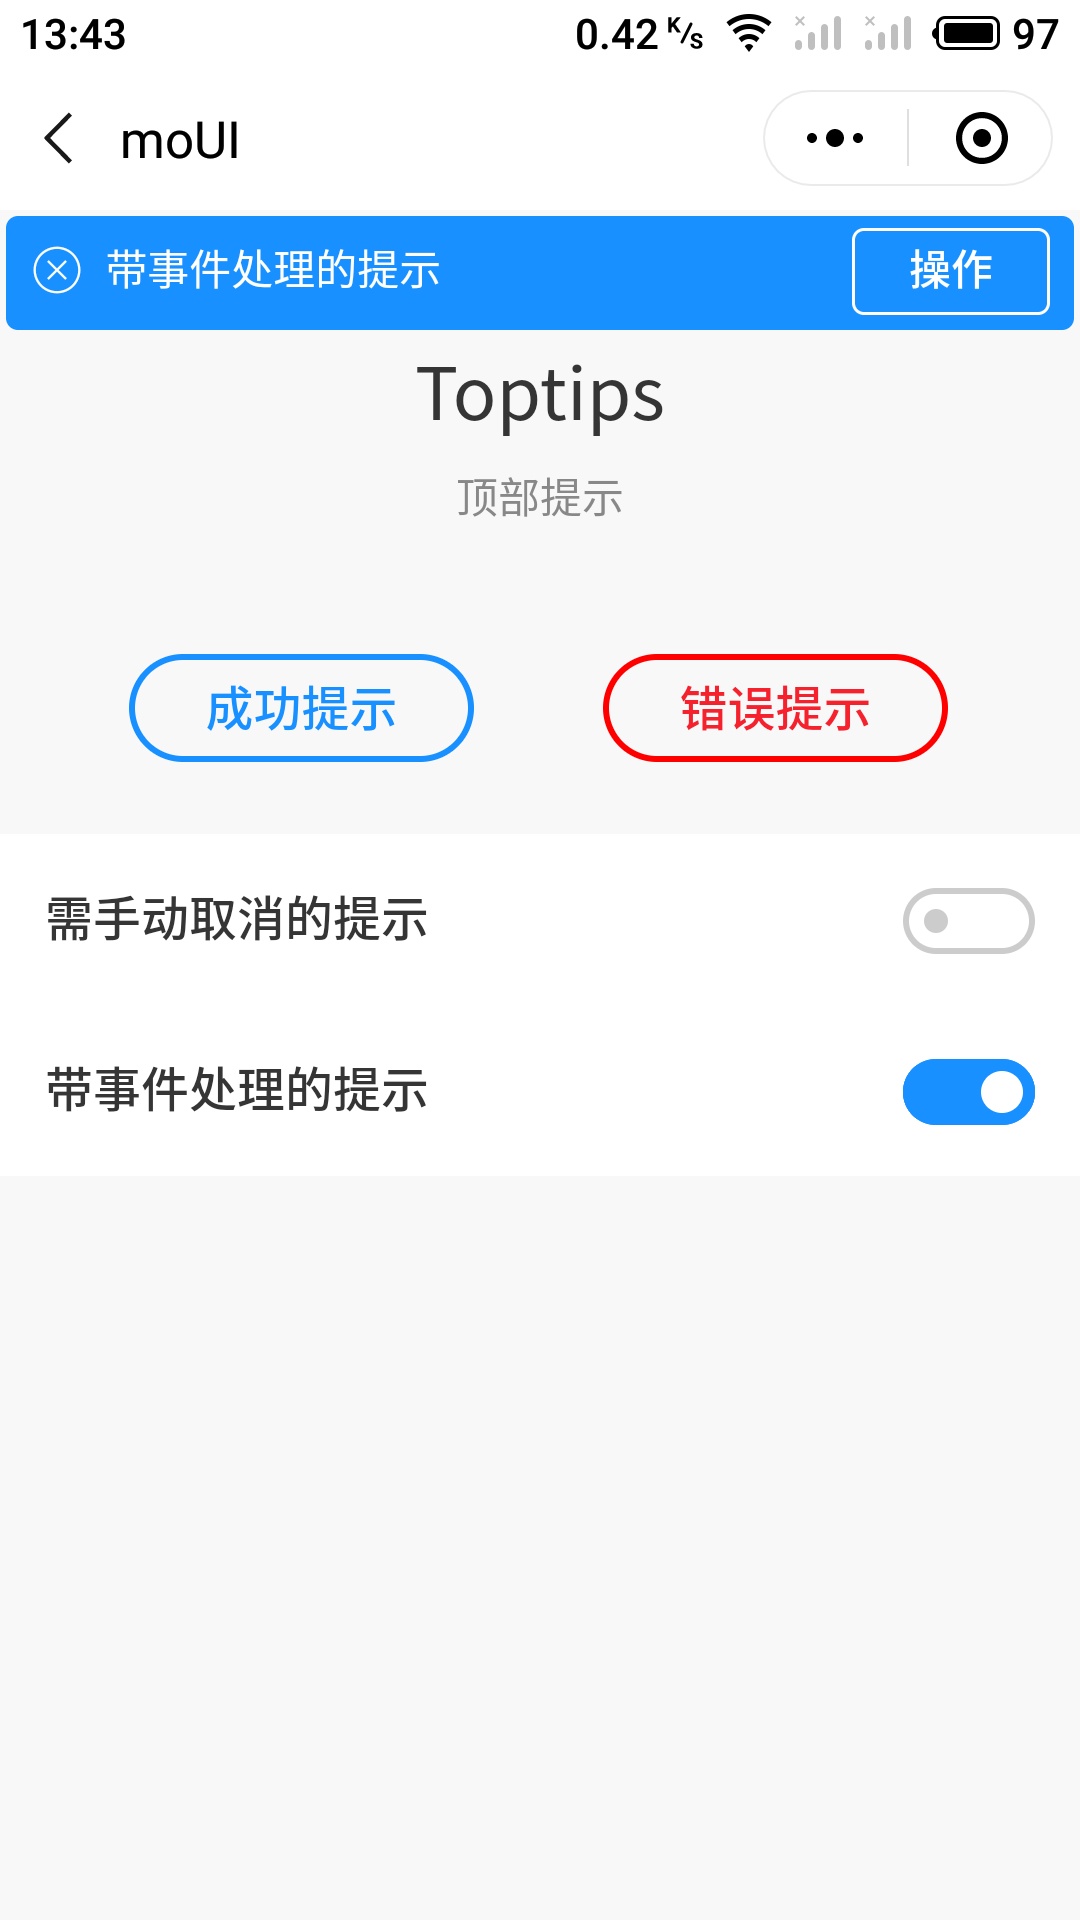 13:43 0.42 K/s 97
moUI
带事件处理的提示 操作
Toptips
顶部提示
成功提示 错误提示
需手动取消的提示
带事件处理的提示